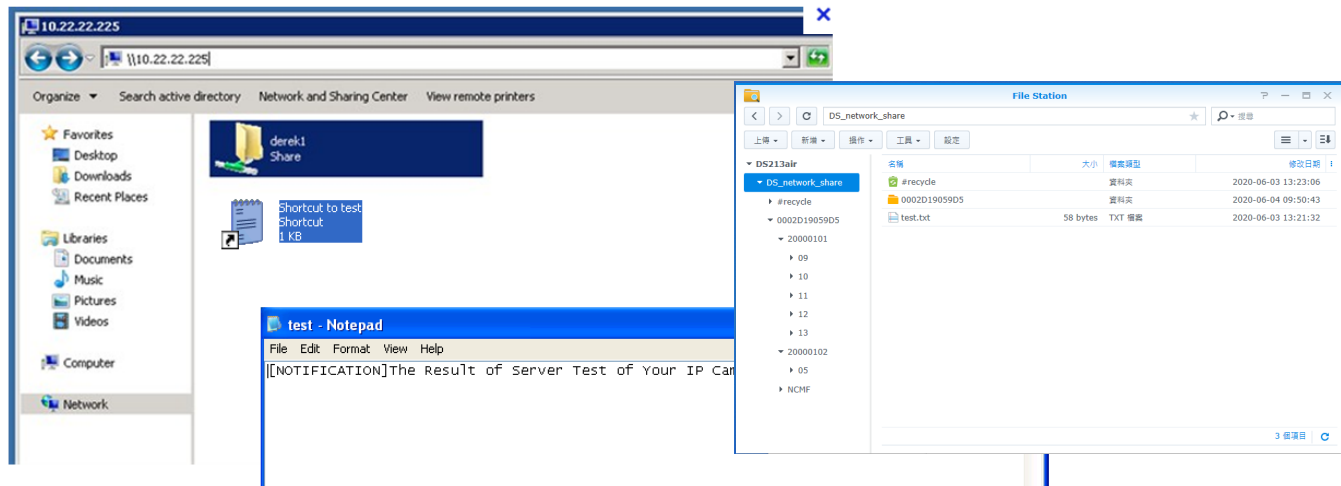 10.22.22.225
\\10.22.22.225
Organize Search active directory Network and Sharing Center View remote printers
Favorites
Desktop
Downloads
Recent Places
Libraries
Documents
Music
Pictures
Videos
Computer
Network
derek1
Share
Shortcut to test
Shortcut
1 KB
test - Notepad
File Edit Format View Help
[NOTIFICATION]The Result of Server Test of Your IP Cam
File Station
DS_network_share
搜尋
上傳 新增 操作 工具 設定
DS213air
DS_network_share
#recycle
0002D19059D5
20000101
09
10
11
12
13
20000102
05
NCMF
名稱 大小 檔案類型 修改日期
#recycle 資料夾 2020-06-03 13:23:06
0002D19059D5 資料夾 2020-06-04 09:50:43
test.txt 58 bytes TXT 檔案 2020-06-03 13:21:32
3 個項目